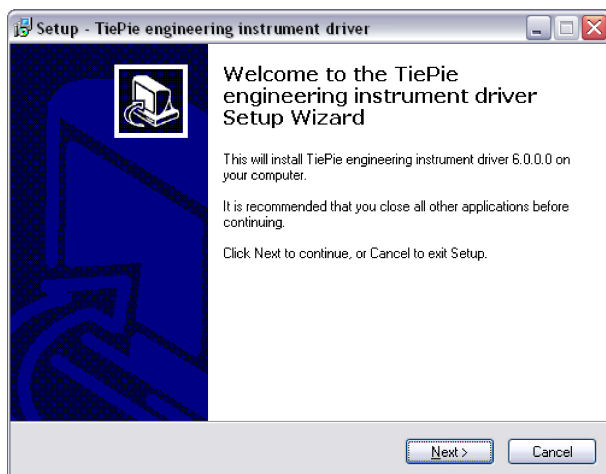 Setup - TiePie engineering instrument driver
Welcome to the TiePie
engineering instrument driver
Setup Wizard
This will install TiePie engineering instrument driver 6.0.0.0 on
your computer.
It is recommended that you close all other applications before
continuing.
Click Next to continue, or Cancel to exit Setup.
Next >
Cancel